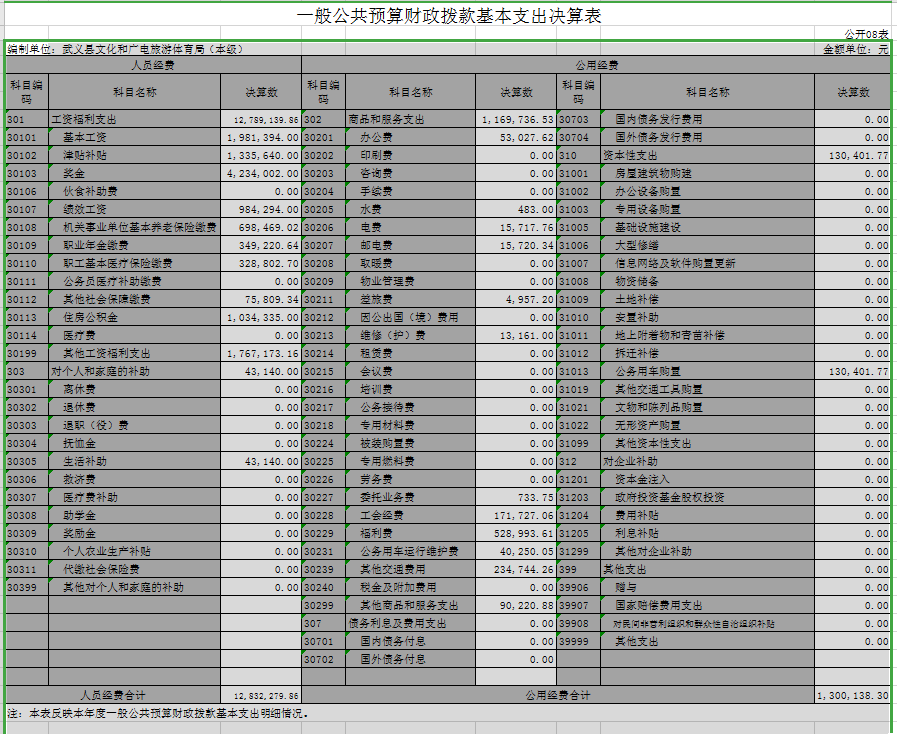 一般公共预算财政拨款基本支出决算表
公开08表
编制单位：武义县文化和广电旅游体育局（本级） 金额单位：元
人员经费 公用经费
科目编码 科目名称 决算数 科目编码 科目名称 决算数 科目编码 科目名称 决算数
301 工资福利支出 12,789,139.86 302 商品和服务支出 1,169,736.53 30703 国内债务发行费用 0.00
30101 基本工资 1,981,394.00 30201 办公费 53,027.62 30704 国外债务发行费用 0.00
30102 津贴补贴 1,335,640.00 30202 印刷费 0.00 310 资本性支出 130,401.77
30103 奖金 4,234,002.00 30203 咨询费 0.00 31001 房屋建筑物购建 0.00
30106 伙食补助费 0.00 30204 手续费 0.00 31002 办公设备购置 0.00
30107 绩效工资 984,294.00 30205 水费 483.00 31003 专用设备购置 0.00
30108 机关事业单位基本养老保险缴费 698,469.02 30206 电费 15,717.76 31005 基础设施建设 0.00
30109 职业年金缴费 349,220.64 30207 邮电费 15,720.34 31006 大型修缮 0.00
30110 职工基本医疗保险缴费 328,802.70 30208 取暖费 0.00 31007 信息网络及软件购置更新 0.00
30111 公务员医疗补助缴费 0.00 30209 物业管理费 0.00 31008 物资储备 0.00
30112 其他社会保障缴费 75,809.34 30211 差旅费 4,957.20 31009 土地补偿 0.00
30113 住房公积金 1,034,335.00 30212 因公出国（境）费用 0.00 31010 安置补助 0.00
30114 医疗费 0.00 30213 维修（护）费 13,161.00 31011 地上附着物和青苗补偿 0.00
30199 其他工资福利支出 1,767,173.16 30214 租赁费 0.00 31012 拆迁补偿 0.00
303 对个人和家庭的补助 43,140.00 30215 会议费 0.00 31013 公务用车购置 130,401.77
30301 离休费 0.00 30216 培训费 0.00 31019 其他交通工具购置 0.00
30302 退休费 0.00 30217 公务接待费 0.00 31021 文物和陈列品购置 0.00
30303 退职（役）费 0.00 30218 专用材料费 0.00 31022 无形资产购置 0.00
30304 抚恤金 0.00 30224 被装购置费 0.00 31099 其他资本性支出 0.00
30305 生活补助 43,140.00 30225 专用燃料费 0.00 312 对企业补助 0.00
30306 救济费 0.00 30226 劳务费 0.00 31201 资本金注入 0.00
30307 医疗费补助 0.00 30227 委托业务费 733.75 31203 政府投资基金股权投资 0.00
30308 助学金 0.00 30228 工会经费 171,727.06 31204 费用补贴 0.00
30309 奖励金 0.00 30229 福利费 528,993.61 31205 利息补贴 0.00
30310 个人农业生产补贴 0.00 30231 公务用车运行维护费 40,250.05 31299 其他对企业补助 0.00
30311 代缴社会保险费 0.00 30239 其他交通费用 234,744.26 399 其他支出 0.00
30399 其他对个人和家庭的补助 0.00 30240 税金及附加费用 0.00 39906 赠与 0.00
30299 其他商品和服务支出 90,220.88 39907 国家赔偿费用支出 0.00
307 债务利息及费用支出 0.00 39908 对民间非营利组织和群众性自治组织补贴 0.00
30701 国内债务付息 0.00 39999 其他支出 0.00
30702 国外债务付息 0.00
人员经费合计 12,832,279.86 公用经费合计 1,300,138.30
注：本表反映本年度一般公共预算财政拨款基本支出明细情况。